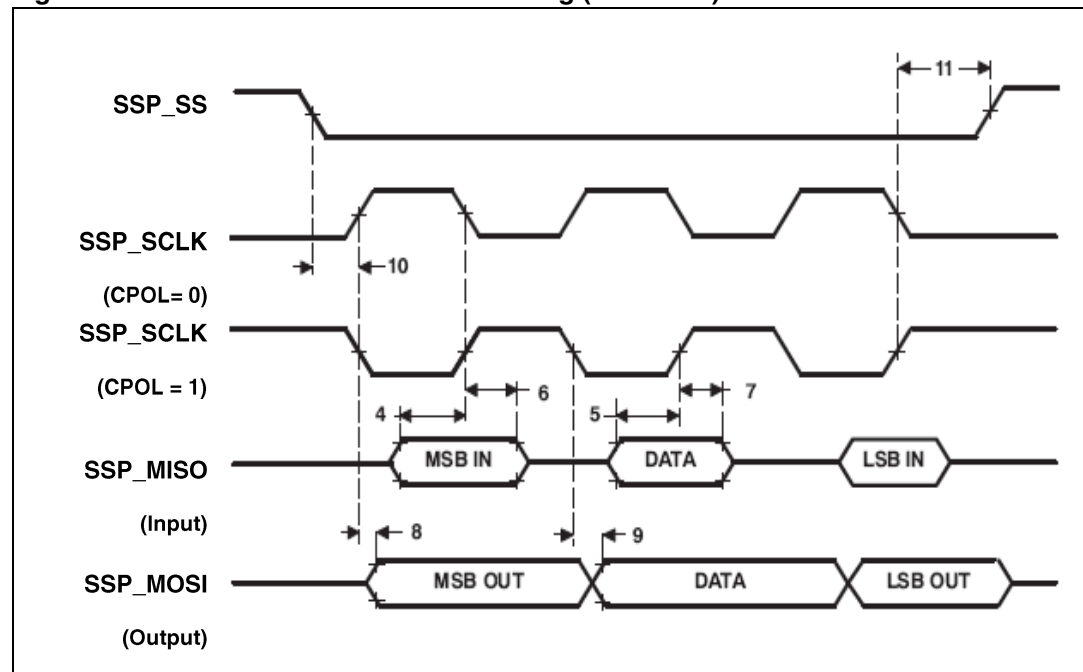 11
SSP_SS
SSP_SCLK
10
(CPOL= 0)
SSP_SCLK
(CPOL = 1)
6
7
4
5
MSB IN
DATA
LSB IN
SSP_MISO
(Input)
8
9
SSP_MOSI
MSB OUT
DATA
LSB OUT
(Output)